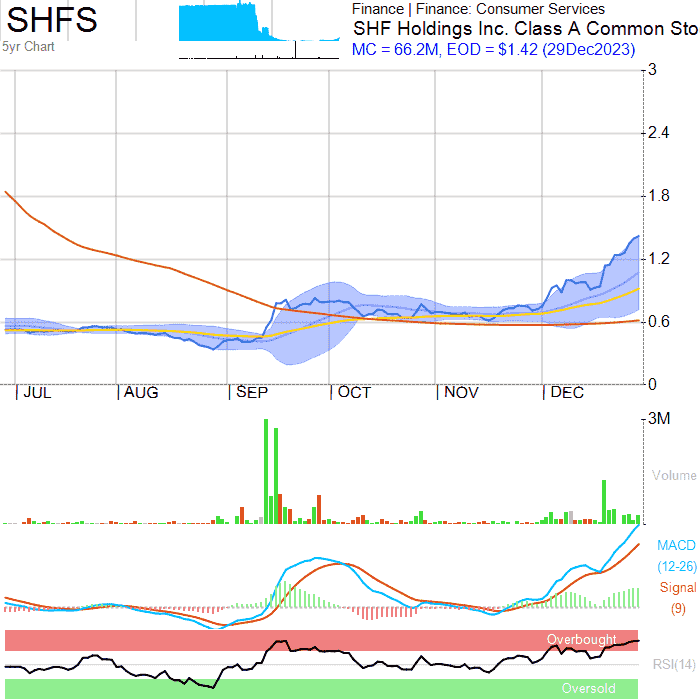 SHFS
5yr Chart
Finance | Finance: Consumer Services
SHF Holdings Inc. Class A Common Sto
MC = 66.2M, EOD = $1.42 (29Dec2023)
3
2.4
1.8
1.2
0.6
0
JUL AUG SEP OCT NOV DEC
3M
Volume
MACD
(12-26)
Signal
(9)
Overbought
RSI(14)
Oversold